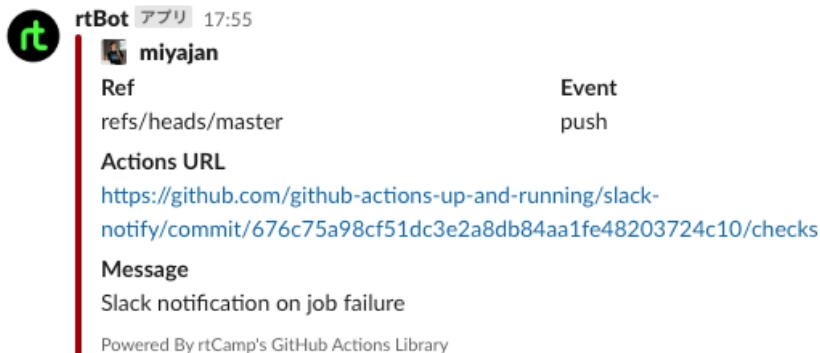 rt
rtBot アプリ 17:55
miyajan
Ref Event
refs/heads/master push
Actions URL
https://github.com/github-actions-up-and-running/slack-
notify/commit/676c75a98cf51dc3e2a8db84aa1fe48203724c10/checks
Message
Slack notification on job failure
Powered By rtCamp's GitHub Actions Library